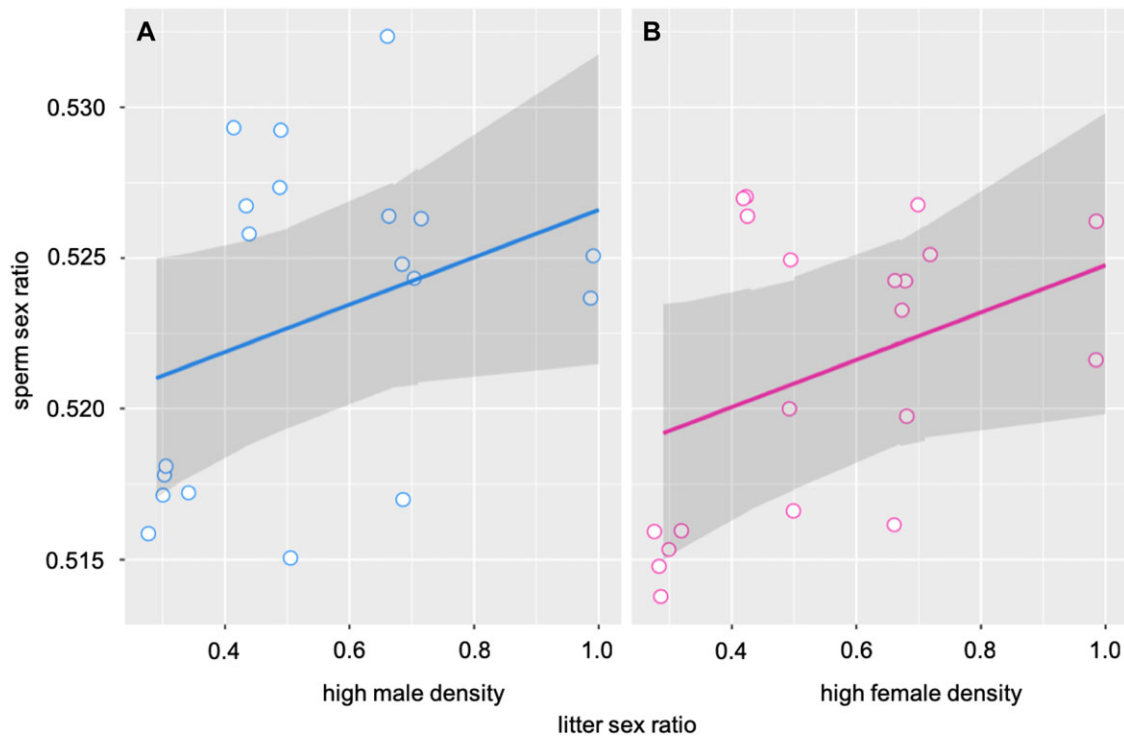 A
B
0.530
0.525
0.520
0.515
sperm sex ratio
0.4 0.6 0.8 1.0
0.4 0.6 0.8 1.0
high male density
high female density
litter sex ratio